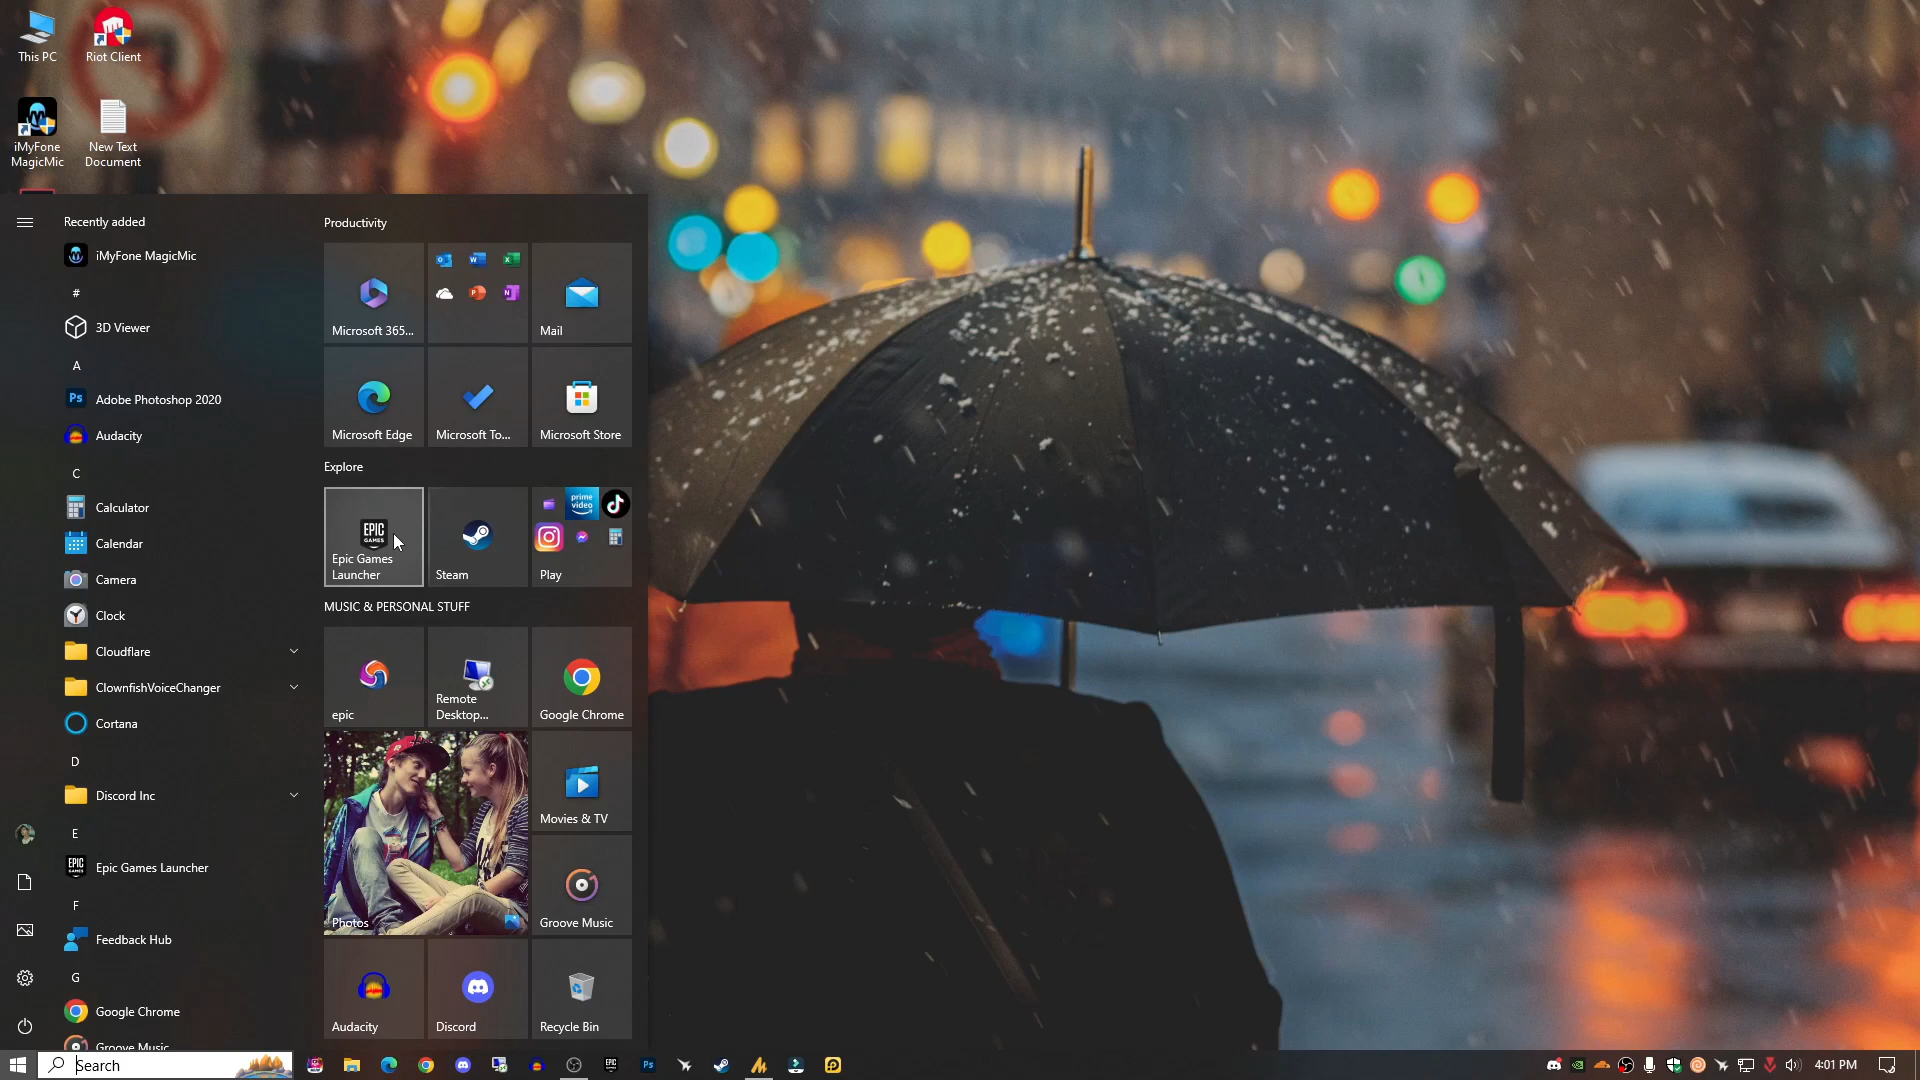 This PC
Riot Client
iMyFone
MagicMic
New Text
Document
Recently added
iMyFone MagicMic
#
3D Viewer
A
Adobe Photoshop 2020
Audacity
C
Calculator
Calendar
Camera
Clock
Cloudflare
ClownfishVoiceChanger
Cortana
D
Discord Inc
E
Epic Games Launcher
F
Feedback Hub
G
Google Chrome
Groove Music
Productivity
Microsoft 365...
Mail
Microsoft Edge
Microsoft To...
Microsoft Store
Explore
EPIC
GAMES
Epic Games
Launcher
Steam
prime
video
Play
MUSIC & PERSONAL STUFF
epic
Remote
Desktop...
Google Chrome
Photos
Movies & TV
Groove Music
Audacity
Discord
Recycle Bin
Search
4:01 PM